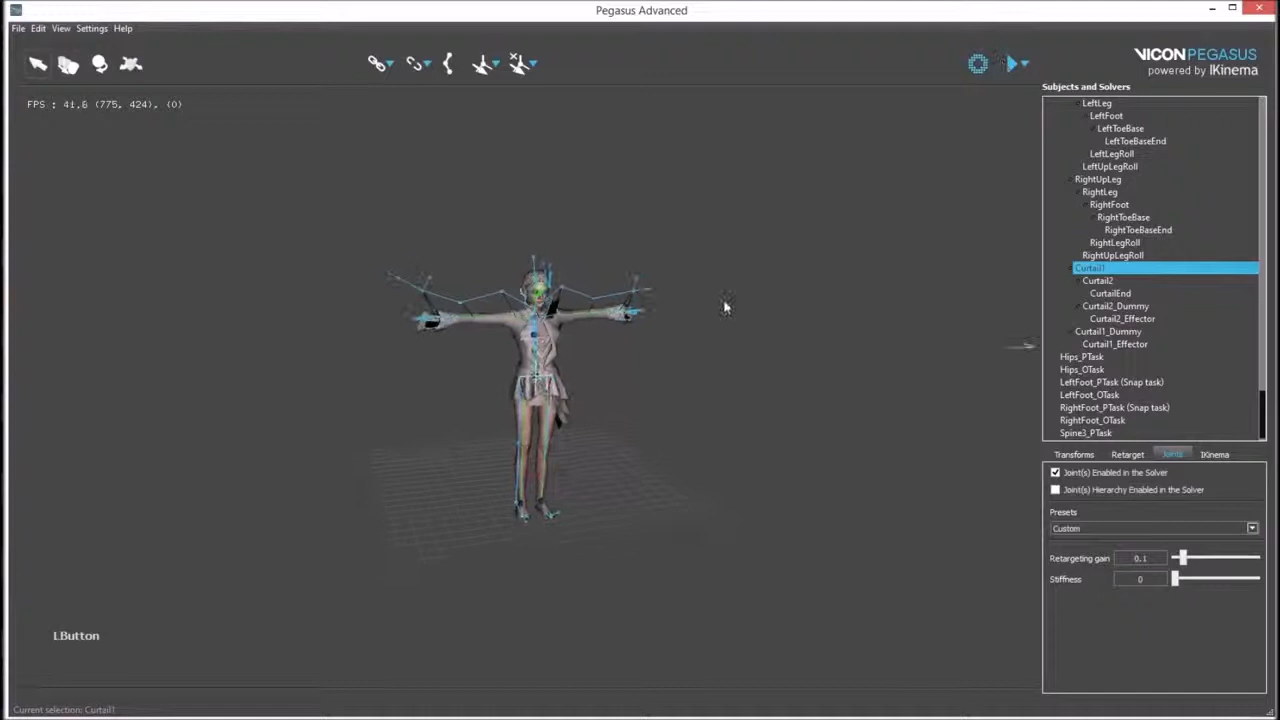 Pegasus Advanced
File Edit View Settings Help
VICON PEGASUS
powered by IKinema
Subjects and Solvers
FPS : 41.6 (775, 424), (0)
LeftLeg
LeftFoot
LeftToeBase
LeftToeBaseEnd
LeftLegRoll
LeftUpLegRoll
RightUpLeg
RightLeg
RightFoot
RightToeBase
RightToeBaseEnd
RightLegRoll
RightUpLegRoll
Curtail1
Curtail2
CurtailEnd
Curtail2_Dummy
Curtail2_Effector
Curtail1_Dummy
Curtail1_Effector
Hips_PTask
Hips_OTask
LeftFoot_PTask (Snap task)
LeftFoot_OTask
RightFoot_PTask (Snap task)
RightFoot_OTask
Spine3_PTask
Transforms Retarget Joints IKinema
Joint(s) Enabled in the Solver
Joint(s) Hierarchy Enabled in the Solver
Presets
Custom
Retargeting gain 0.1
Stiffness 0
LButton
Current selection: Curtail1